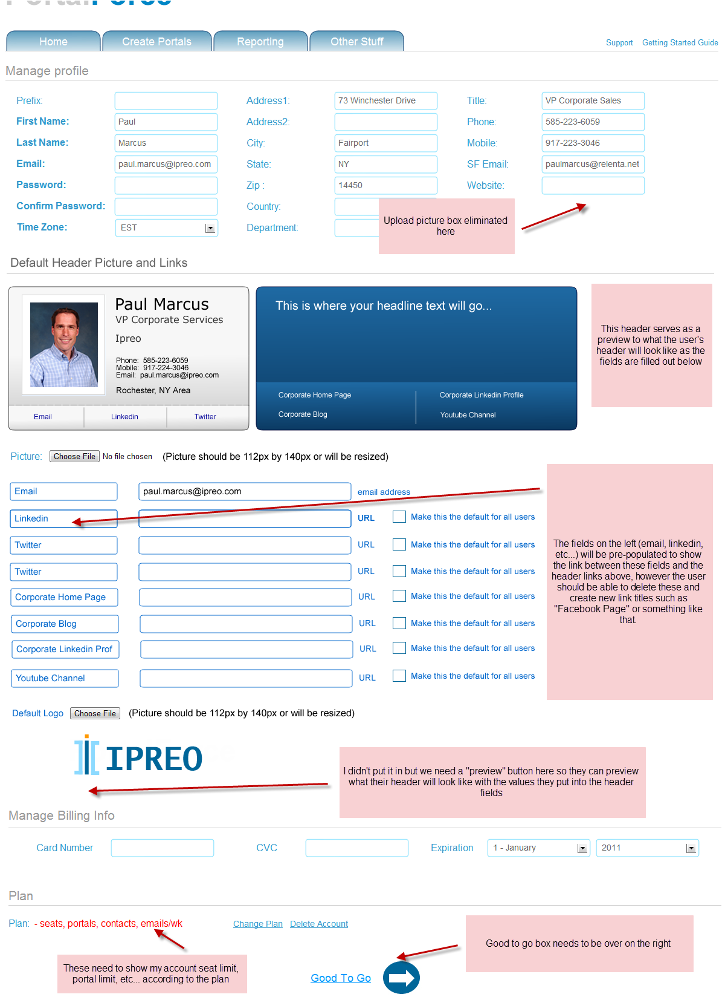 PortalForce
Home
Create Portals
Reporting
Other Stuff
Support
Getting Started Guide
Manage profile
Prefix:
First Name:
Paul
Last Name:
Marcus
Email:
paul.marcus@ipreo.com
Password:
Confirm Password:
Time Zone:
EST
Address1:
73 Winchester Drive
Address2:
City:
Fairport
State:
NY
Zip :
14450
Country:
Department:
Title:
VP Corporate Sales
Phone:
585-223-6059
Mobile:
917-223-3046
SF Email:
paulmarcus@relenta.net
Website:
Upload picture box eliminated
here
Default Header Picture and Links
Paul Marcus
VP Corporate Services
Ipreo
Phone: 585-223-6059
Mobile: 917-224-3046
Email: paul.marcus@ipreo.com
Rochester, NY Area
Email
Linkedin
Twitter
This is where your headline text will go...
Corporate Home Page
Corporate Linkedin Profile
Corporate Blog
Youtube Channel
This header serves as a
preview to what the user's
header will look like as the
fields are filled out below
Picture:
Choose File
No file chosen
(Picture should be 112px by 140px or will be resized)
Email
paul.marcus@ipreo.com
email address
Linkedin
URL
Make this the default for all users
Twitter
URL
Make this the default for all users
Twitter
URL
Make this the default for all users
Corporate Home Page
URL
Make this the default for all users
Corporate Blog
URL
Make this the default for all users
Corporate Linkedin Prof
URL
Make this the default for all users
Youtube Channel
URL
Make this the default for all users
The fields on the left (email, linkedin,
etc...) will be pre-populated to show
the link between these fields and the
header links above, however the user
should be able to delete these and
create new link titles such as
"Facebook Page" or something like
that.
Default Logo
Choose File
(Picture should be 112px by 140px or will be resized)
IPREO
I didn't put it in but we need a "preview" button here so they can preview
what their header will look like with the values they put into the header
fields
Manage Billing Info
Card Number
CVC
Expiration
1 - January
2011
Plan
Plan: - seats, portals, contacts, emails/wk
Change Plan
Delete Account
These need to show my account seat limit,
portal limit, etc... according to the plan
Good To Go
Good to go box needs to be over on the right